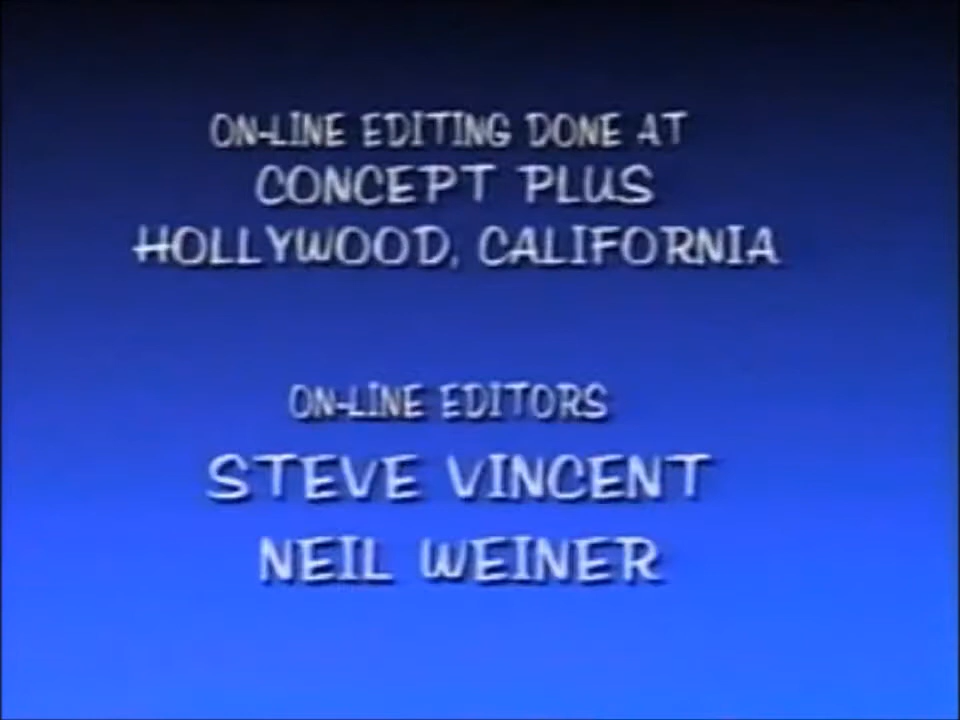 ON-LINE EDITING DONE AT
CONCEPT PLUS
HOLLYWOOD, CALIFORNIA
ON-LINE EDITORS
STEVE VINCENT
NEIL WEINER